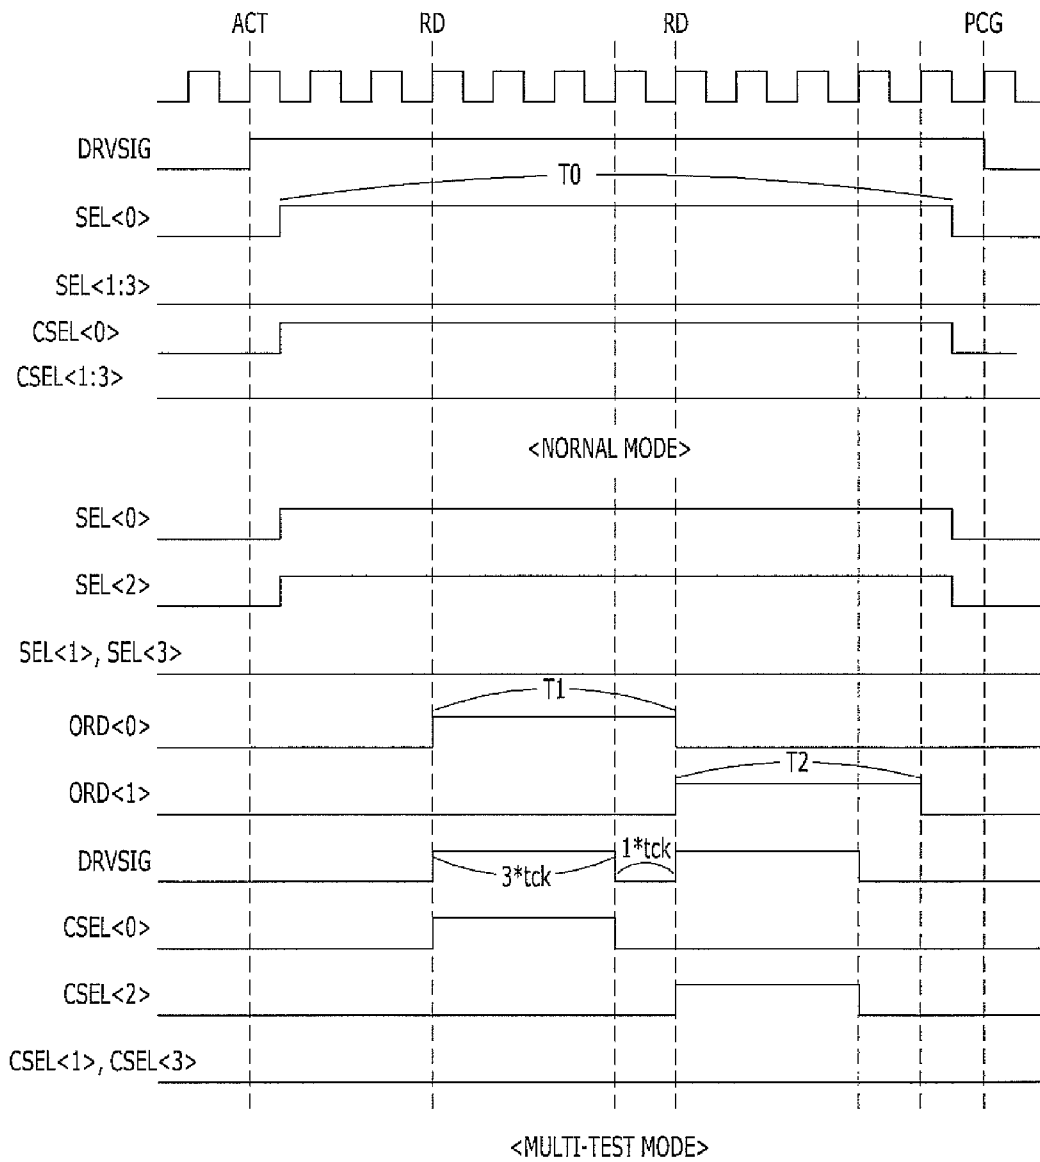 ACT RD RD PCG
DRVSIG
T0
SEL<0>
SEL<1:3>
CSEL<0>
CSEL<1:3>
<NORNAL MODE>
SEL<0>
SEL<2>
SEL<1>, SEL<3>
T1
ORD<0>
T2
ORD<1>
DRVSIG
1*tck
3*tck
CSEL<0>
CSEL<2>
CSEL<1>, CSEL<3>
<MULTI-TEST MODE>